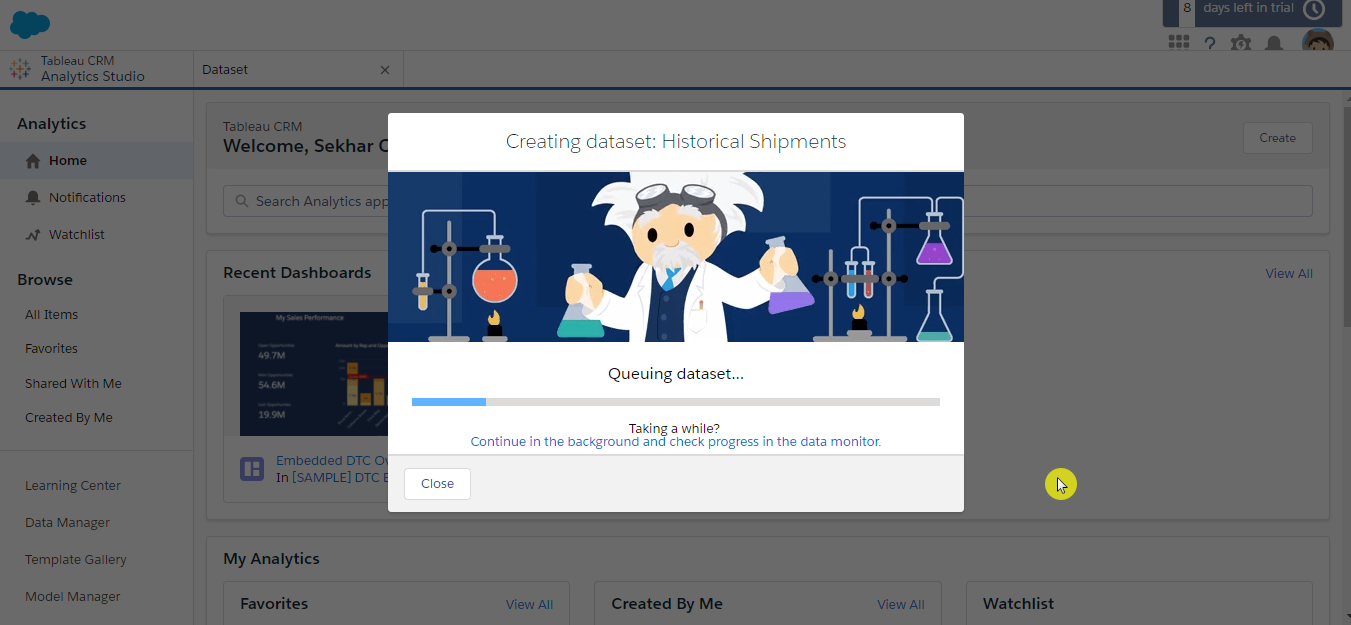 8 days left in trial
Tableau CRM
Analytics Studio
Dataset
Analytics
Home
Notifications
Watchlist
Browse
All Items
Favorites
Shared With Me
Created By Me
Learning Center
Data Manager
Template Gallery
Model Manager
Tableau CRM
Welcome, Sekhar C
Create
Search Analytics app
Recent Dashboards
View All
My Sales Performance
49.7M
54.6M
19.9M
Embedded DTC Ov
In [SAMPLE] DTC E
Creating dataset: Historical Shipments
Queuing dataset...
Taking a while?
Continue in the background and check progress in the data monitor.
Close
My Analytics
Favorites
View All
Created By Me
View All
Watchlist